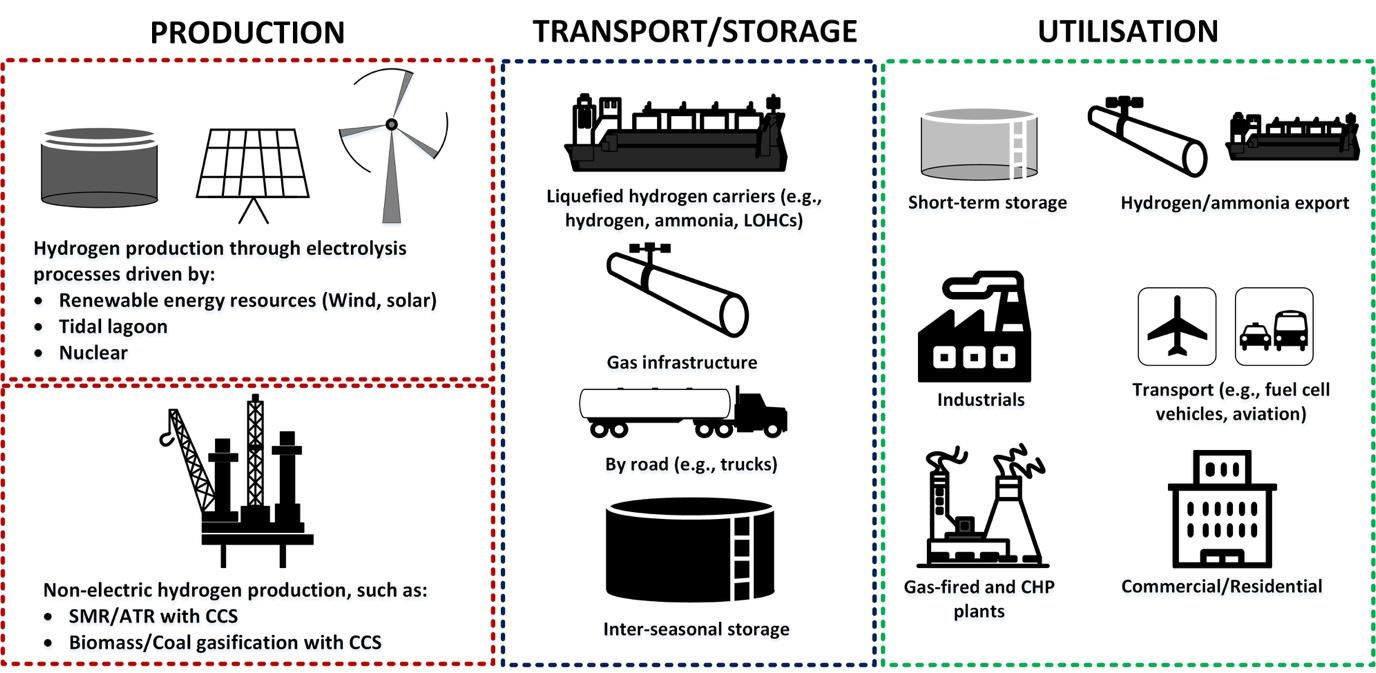 PRODUCTION
Hydrogen production through electrolysis
processes driven by:
• Renewable energy resources (Wind, solar)
• Tidal lagoon
• Nuclear
Non-electric hydrogen production, such as:
• SMR/ATR with CCS
• Biomass/Coal gasification with CCS
TRANSPORT/STORAGE
Liquefied hydrogen carriers (e.g.,
hydrogen, ammonia, LOHCs)
Gas infrastructure
By road (e.g., trucks)
Inter-seasonal storage
UTILISATION
Short-term storage
Hydrogen/ammonia export
Industrials
Transport (e.g., fuel cell
vehicles, aviation)
Gas-fired and CHP
plants
Commercial/Residential